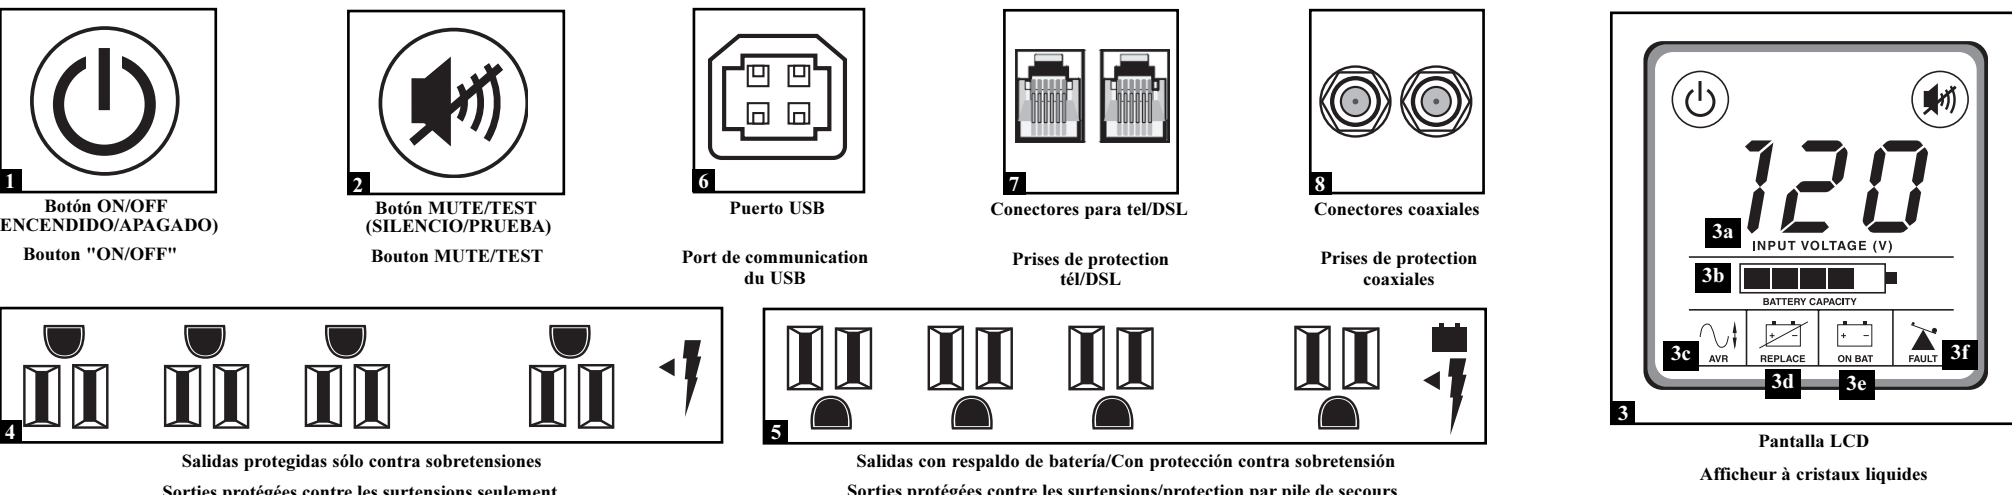 1
Botón ON/OFF
ENCENDIDO/APAGADO)
Bouton "ON/OFF"
2
Botón MUTE/TEST
(SILENCIO/PRUEBA)
Bouton MUTE/TEST
6
Puerto USB
Port de communication
du USB
7
Conectores para tel/DSL
Prises de protection
tél/DSL
8
Conectores coaxiales
Prises de protection
coaxiales
4
Salidas protegidas sólo contra sobretensiones
Sorties protégées contre les surtensions seulement
5
Salidas con respaldo de batería/Con protección contra sobretensión
Sorties protégées contre les surtensions/protection par pile de secours
120
3a
INPUT VOLTAGE (V)
3b
BATTERY CAPACITY
3c
AVR
REPLACE
ON BAT
FAULT
3f
3d
3e
3
Pantalla LCD
Afficheur à cristaux liquides